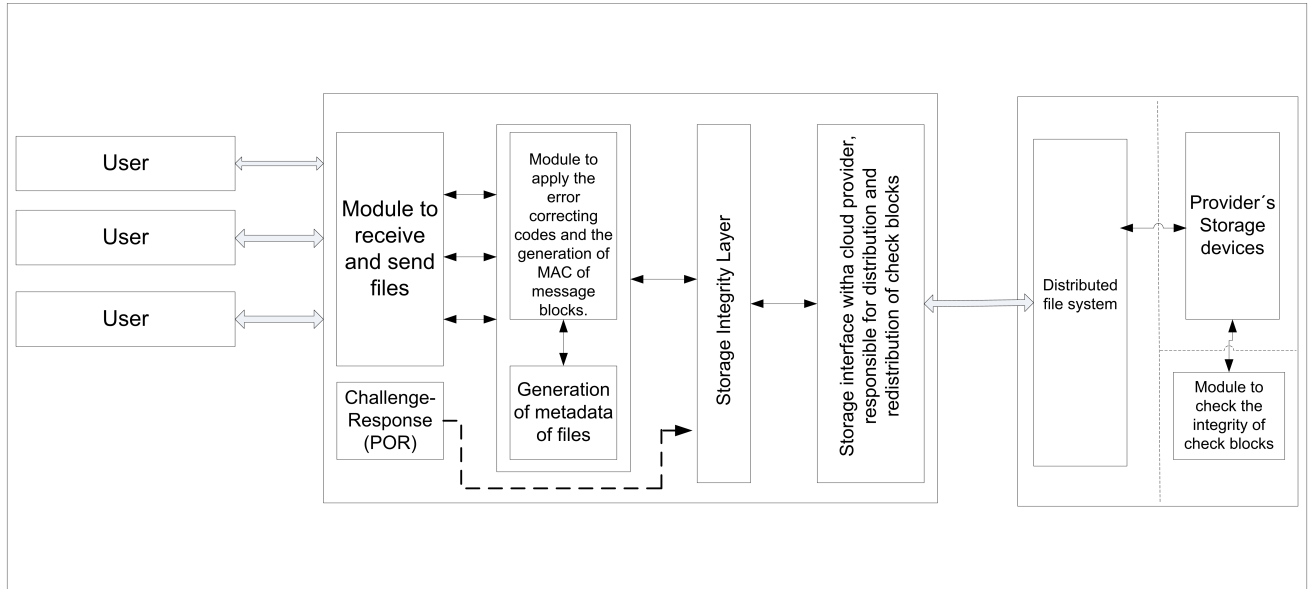 User
User
User
Module to
receive
and send
files
Challenge-
Response
(POR)
Module to
apply the
error
correcting
codes and the
generation of
MAC of
message
blocks.
Generation
of metadata
of files
Storage Integrity Layer
Storage interface witha cloud provider,
responsible for distribution and
redistribution of check blocks
Distributed
file system
Provider´s
Storage
devices
Module to
check the
integrity of
check blocks